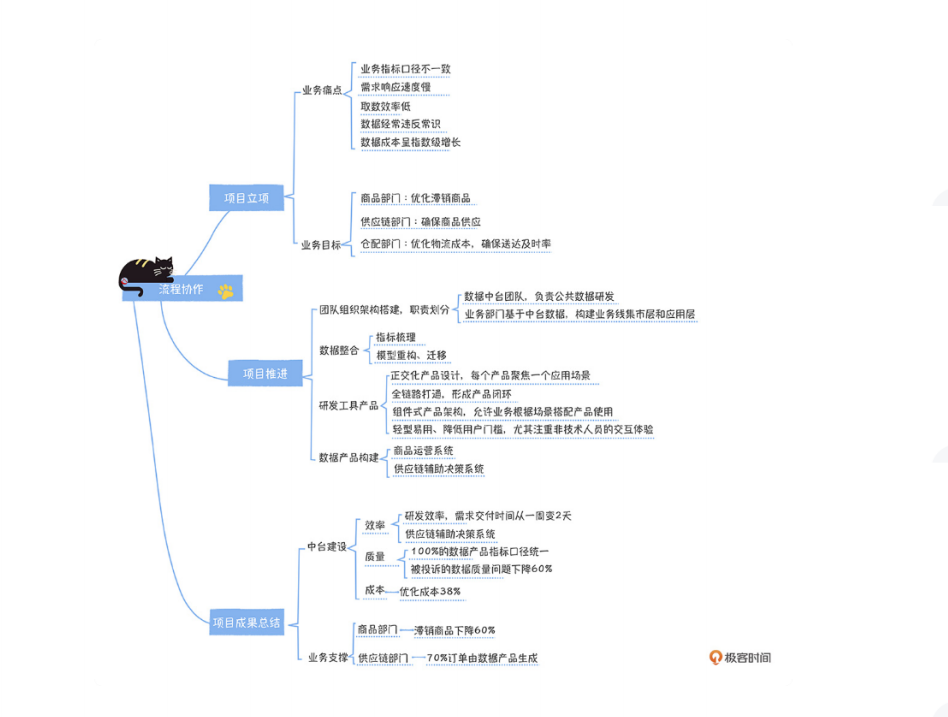 流程协作
项目立项
业务痛点
业务指标口径不一致
需求响应速度慢
取数效率低
数据经常违反常识
数据成本呈指数级增长
业务目标
商品部门：优化滞销商品
供应链部门：确保商品供应
仓配部门：优化物流成本，确保送达及时率
项目推进
团队组织架构搭建，职责划分
数据中台团队，负责公共数据研发
业务部门基于中台数据，构建业务线集市层和应用层
数据整合
指标梳理
模型重构、迁移
研发工具产品
正交化产品设计，每个产品聚焦一个应用场景
全链路打通，形成产品闭环
组件式产品架构，允许业务根据场景搭配产品使用
轻型易用、降低用户门槛，尤其注重非技术人员的交互体验
数据产品构建
商品运营系统
供应链辅助决策系统
项目成果总结
中台建设
效率
研发效率，需求交付时间从一周变2天
供应链辅助决策系统
质量
100%的数据产品指标口径统一
被投诉的数据质量问题下降60%
成本
优化成本38%
业务支撑
商品部门
滞销商品下降60%
供应链部门
70%订单由数据产品生成
极客时间